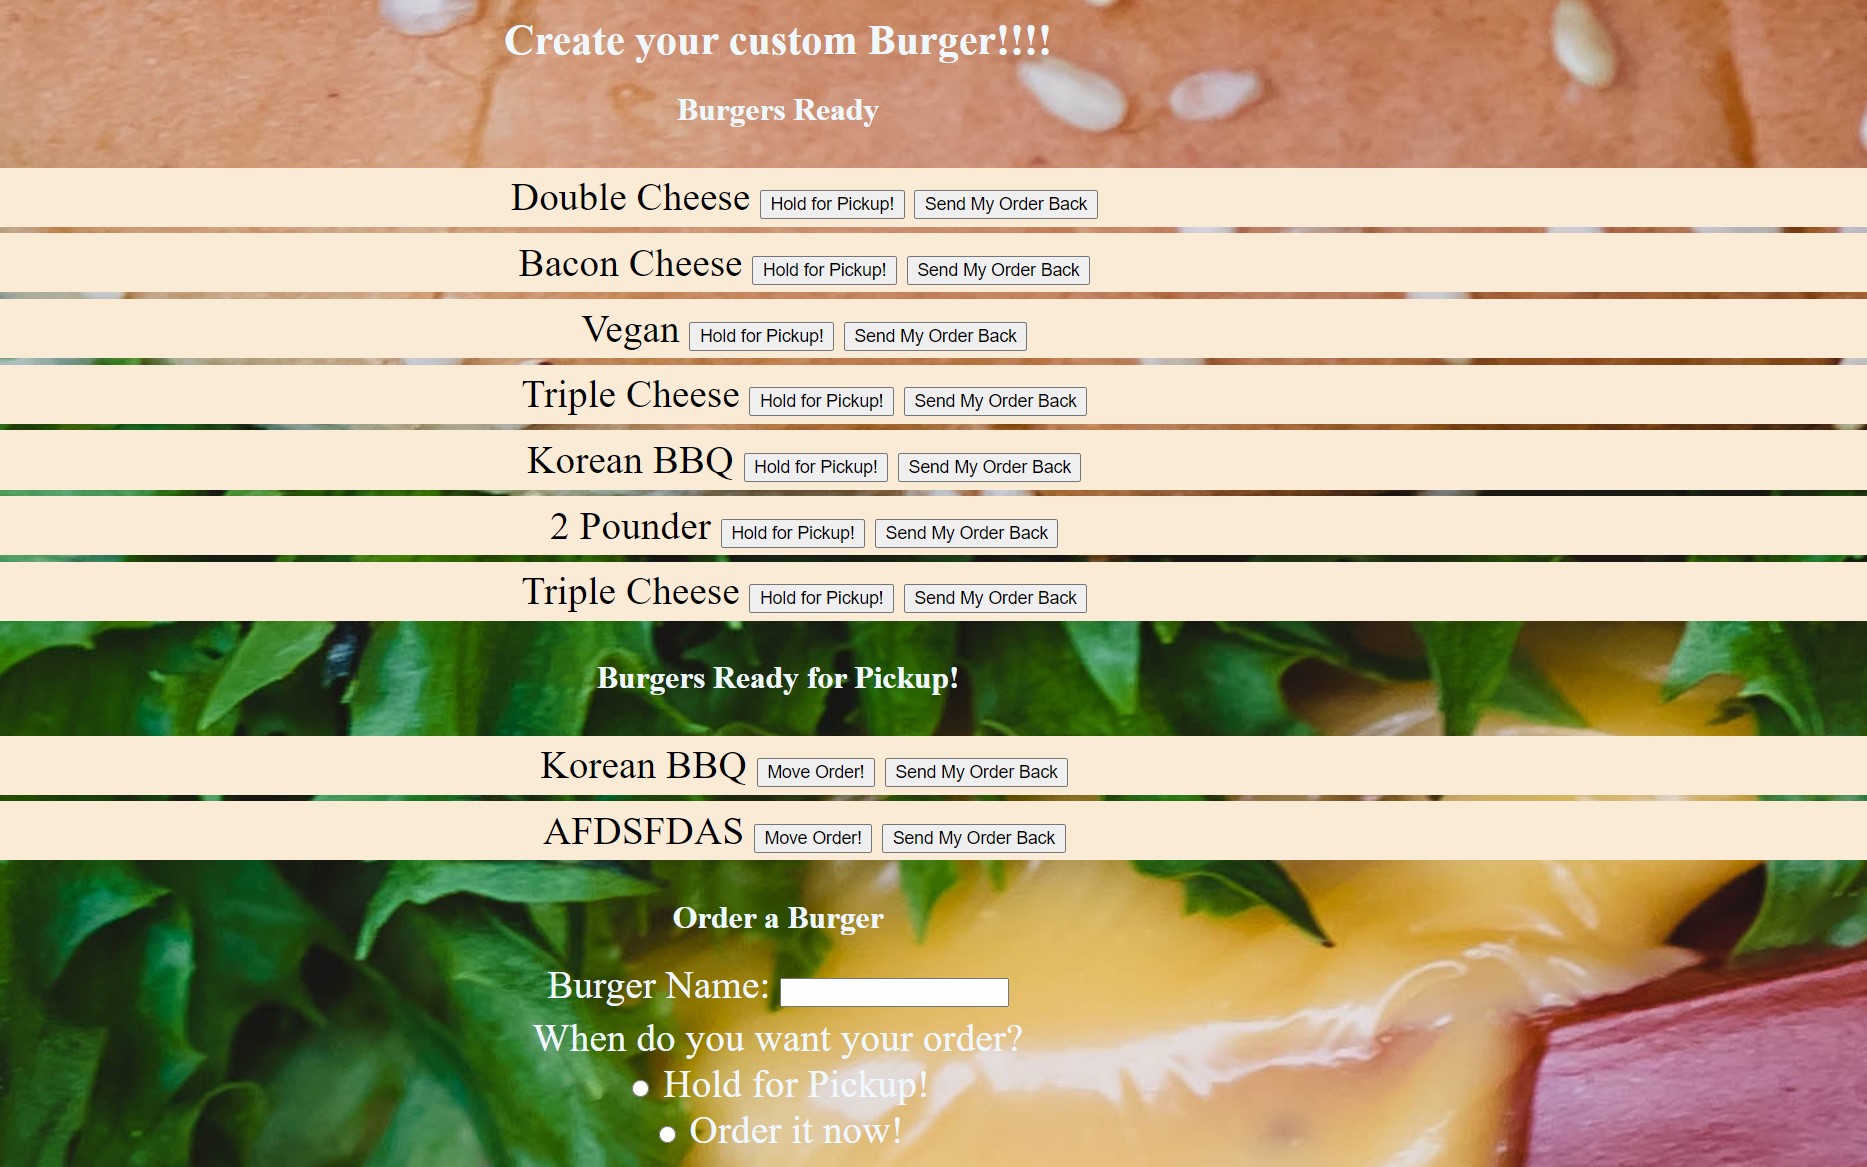 Create your custom Burger!!!!
Burgers Ready
Double Cheese Hold for Pickup! Send My Order Back
Bacon Cheese Hold for Pickup! Send My Order Back
Vegan Hold for Pickup! Send My Order Back
Triple Cheese Hold for Pickup! Send My Order Back
Korean BBQ Hold for Pickup! Send My Order Back
2 Pounder Hold for Pickup! Send My Order Back
Triple Cheese Hold for Pickup! Send My Order Back
Burgers Ready for Pickup!
Korean BBQ Move Order! Send My Order Back
AFDSFDAS Move Order! Send My Order Back
Order a Burger
Burger Name:
When do you want your order?
Hold for Pickup!
Order it now!